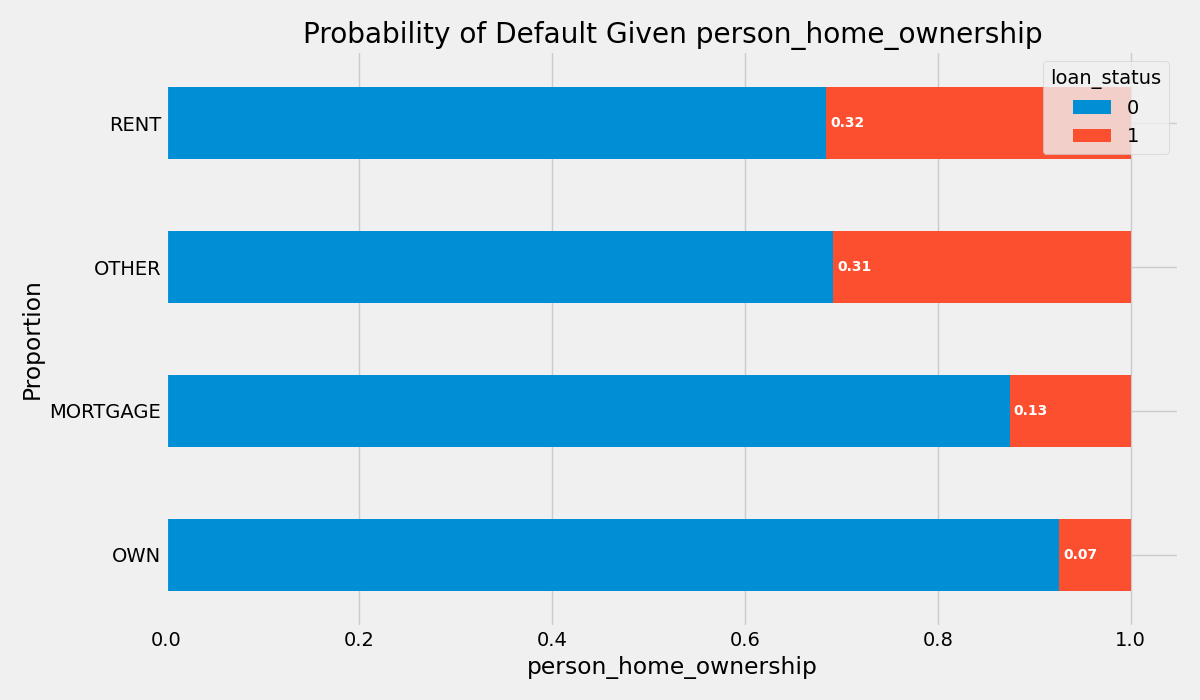 Probability of Default Given person_home_ownership
loan_status
0
1
RENT
0.32
OTHER
0.31
MORTGAGE
0.13
OWN
0.07
Proportion
0.0 0.2 0.4 0.6 0.8 1.0
person_home_ownership